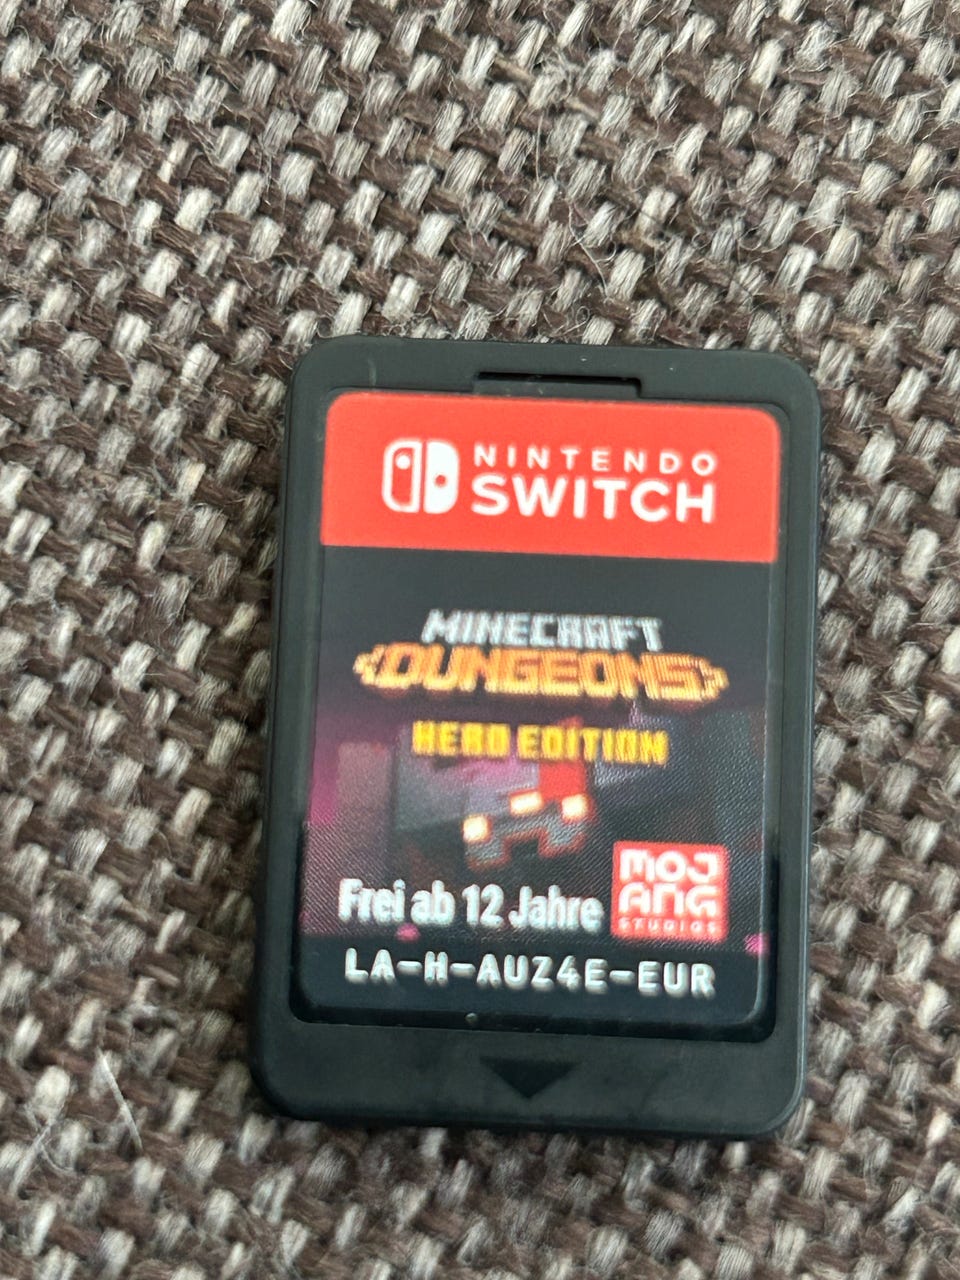 NINTENDO
SWITCH
MINECRAFT
DUNGEONS
HERO EDITION
MOJ
ANG
STUDIOS
Frei ab 12 Jahre
LA-H-AUZ4E-EUR